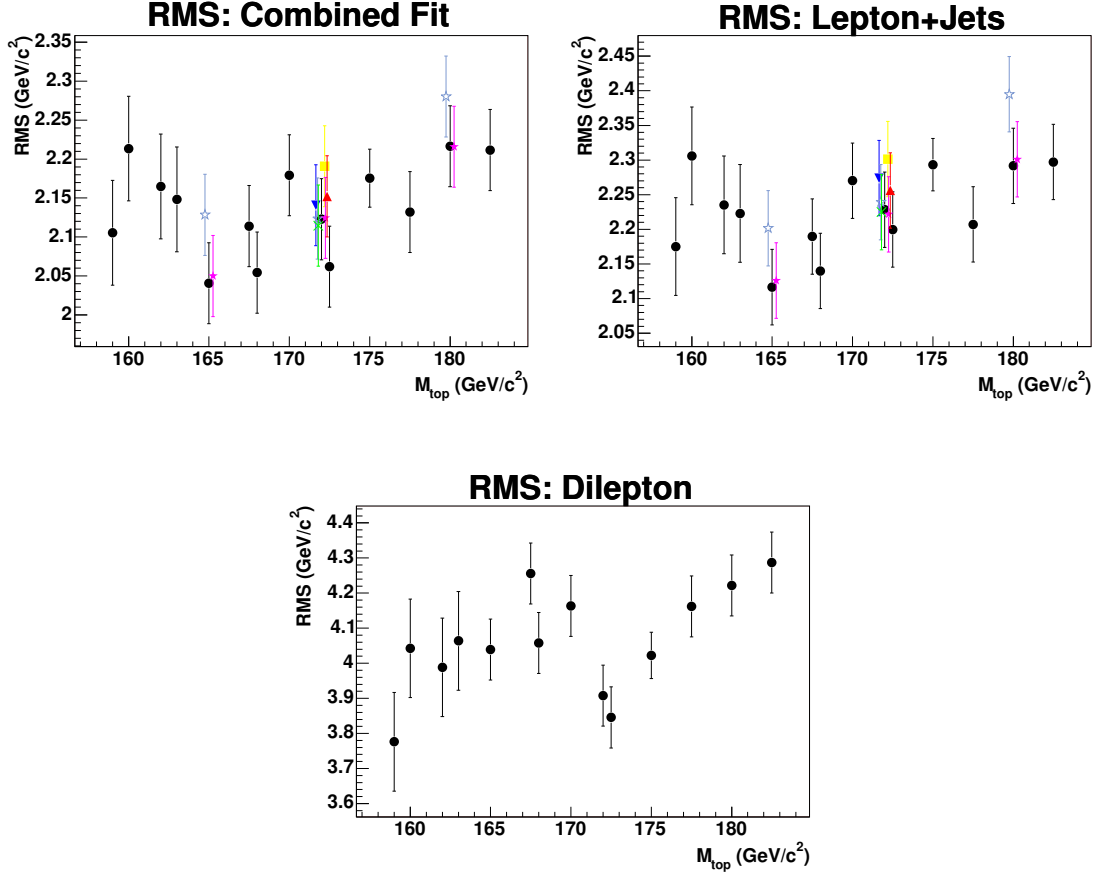 RMS: Combined Fit
RMS (GeV/c²)
2.35
2.3
2.25
2.2
2.15
2.1
2.05
2
160 165 170 175 180
M_top (GeV/c²)
RMS: Lepton+Jets
RMS (GeV/c²)
2.45
2.4
2.35
2.3
2.25
2.2
2.15
2.1
2.05
160 165 170 175 180
M_top (GeV/c²)
RMS: Dilepton
RMS (GeV/c²)
4.4
4.3
4.2
4.1
4
3.9
3.8
3.7
3.6
160 165 170 175 180
M_top (GeV/c²)